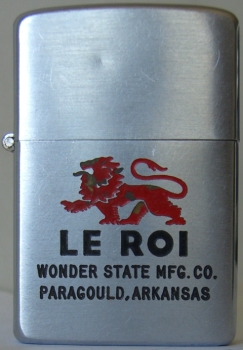 LE ROI
WONDER STATE MFG. CO.
PARAGOULD, ARKANSAS